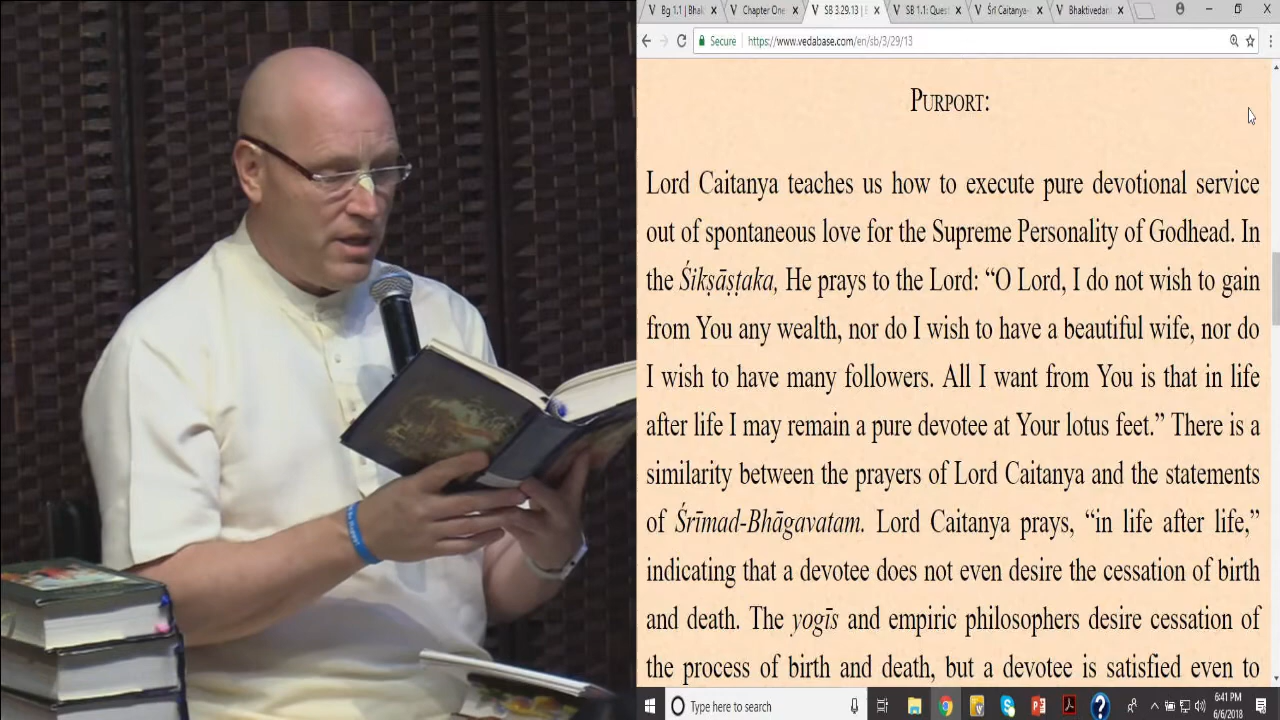 Bg 1.1 | Bhak
Chapter One
SB 3.29.13 | B
SB 1.1: Quest
Śrī Caitanya-
Bhaktivedan
Secure https://www.vedabase.com/en/sb/3/29/13
PURPORT:
Lord Caitanya teaches us how to execute pure devotional service
out of spontaneous love for the Supreme Personality of Godhead. In
the Śikṣāṣṭaka, He prays to the Lord: “O Lord, I do not wish to gain
from You any wealth, nor do I wish to have a beautiful wife, nor do
I wish to have many followers. All I want from You is that in life
after life I may remain a pure devotee at Your lotus feet.” There is a
similarity between the prayers of Lord Caitanya and the statements
of Śrīmad-Bhāgavatam. Lord Caitanya prays, “in life after life,”
indicating that a devotee does not even desire the cessation of birth
and death. The yogīs and empiric philosophers desire cessation of
the process of birth and death, but a devotee is satisfied even to
Type here to search
6:41 PM
6/6/2018